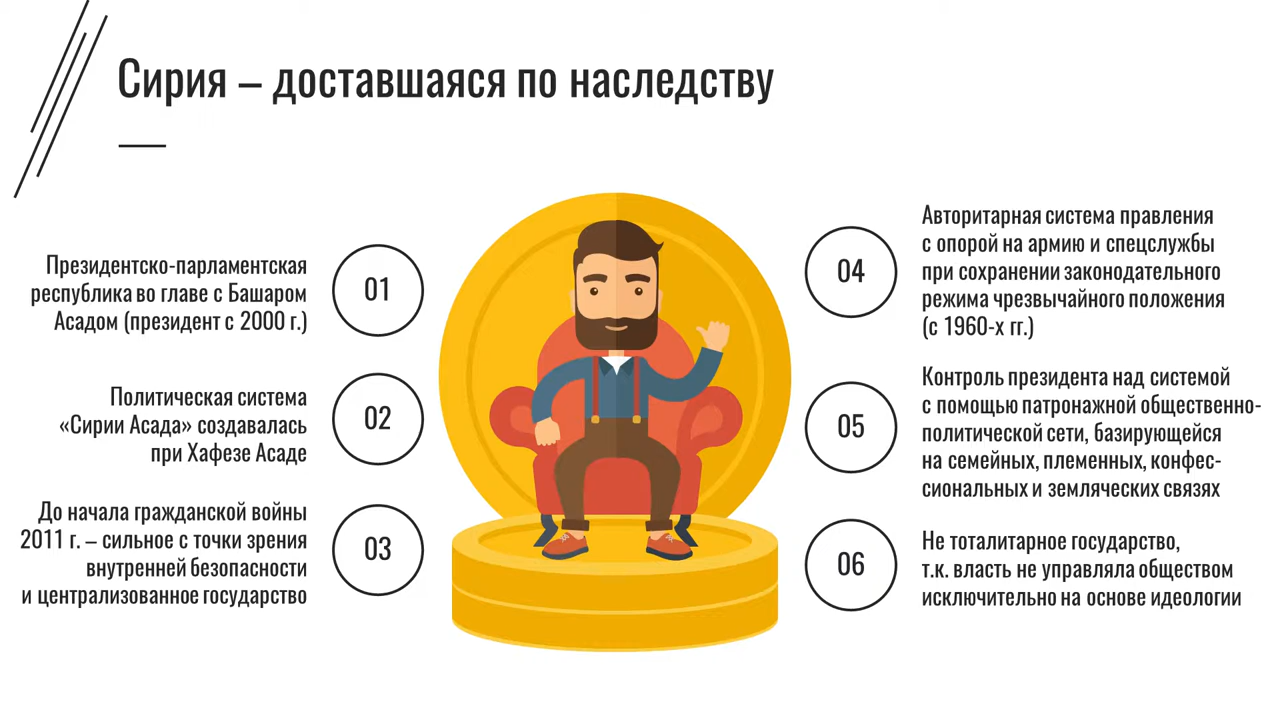 Сирия – доставшаяся по наследству
01
Президентско-парламентская
республика во главе с Башаром
Асадом (президент с 2000 г.)
02
Политическая система
«Сирии Асада» создавалась
при Хафезе Асаде
03
До начала гражданской войны
2011 г. – сильное с точки зрения
внутренней безопасности
и централизованное государство
04
Авторитарная система правления
с опорой на армию и спецслужбы
при сохранении законодательного
режима чрезвычайного положения
(с 1960-х гг.)
05
Контроль президента над системой
с помощью патронажной общественно-
политической сети, базирующейся
на семейных, племенных, конфес-
сиональных и земляческих связях
06
Не тоталитарное государство,
т.к. власть не управляла обществом
исключительно на основе идеологии